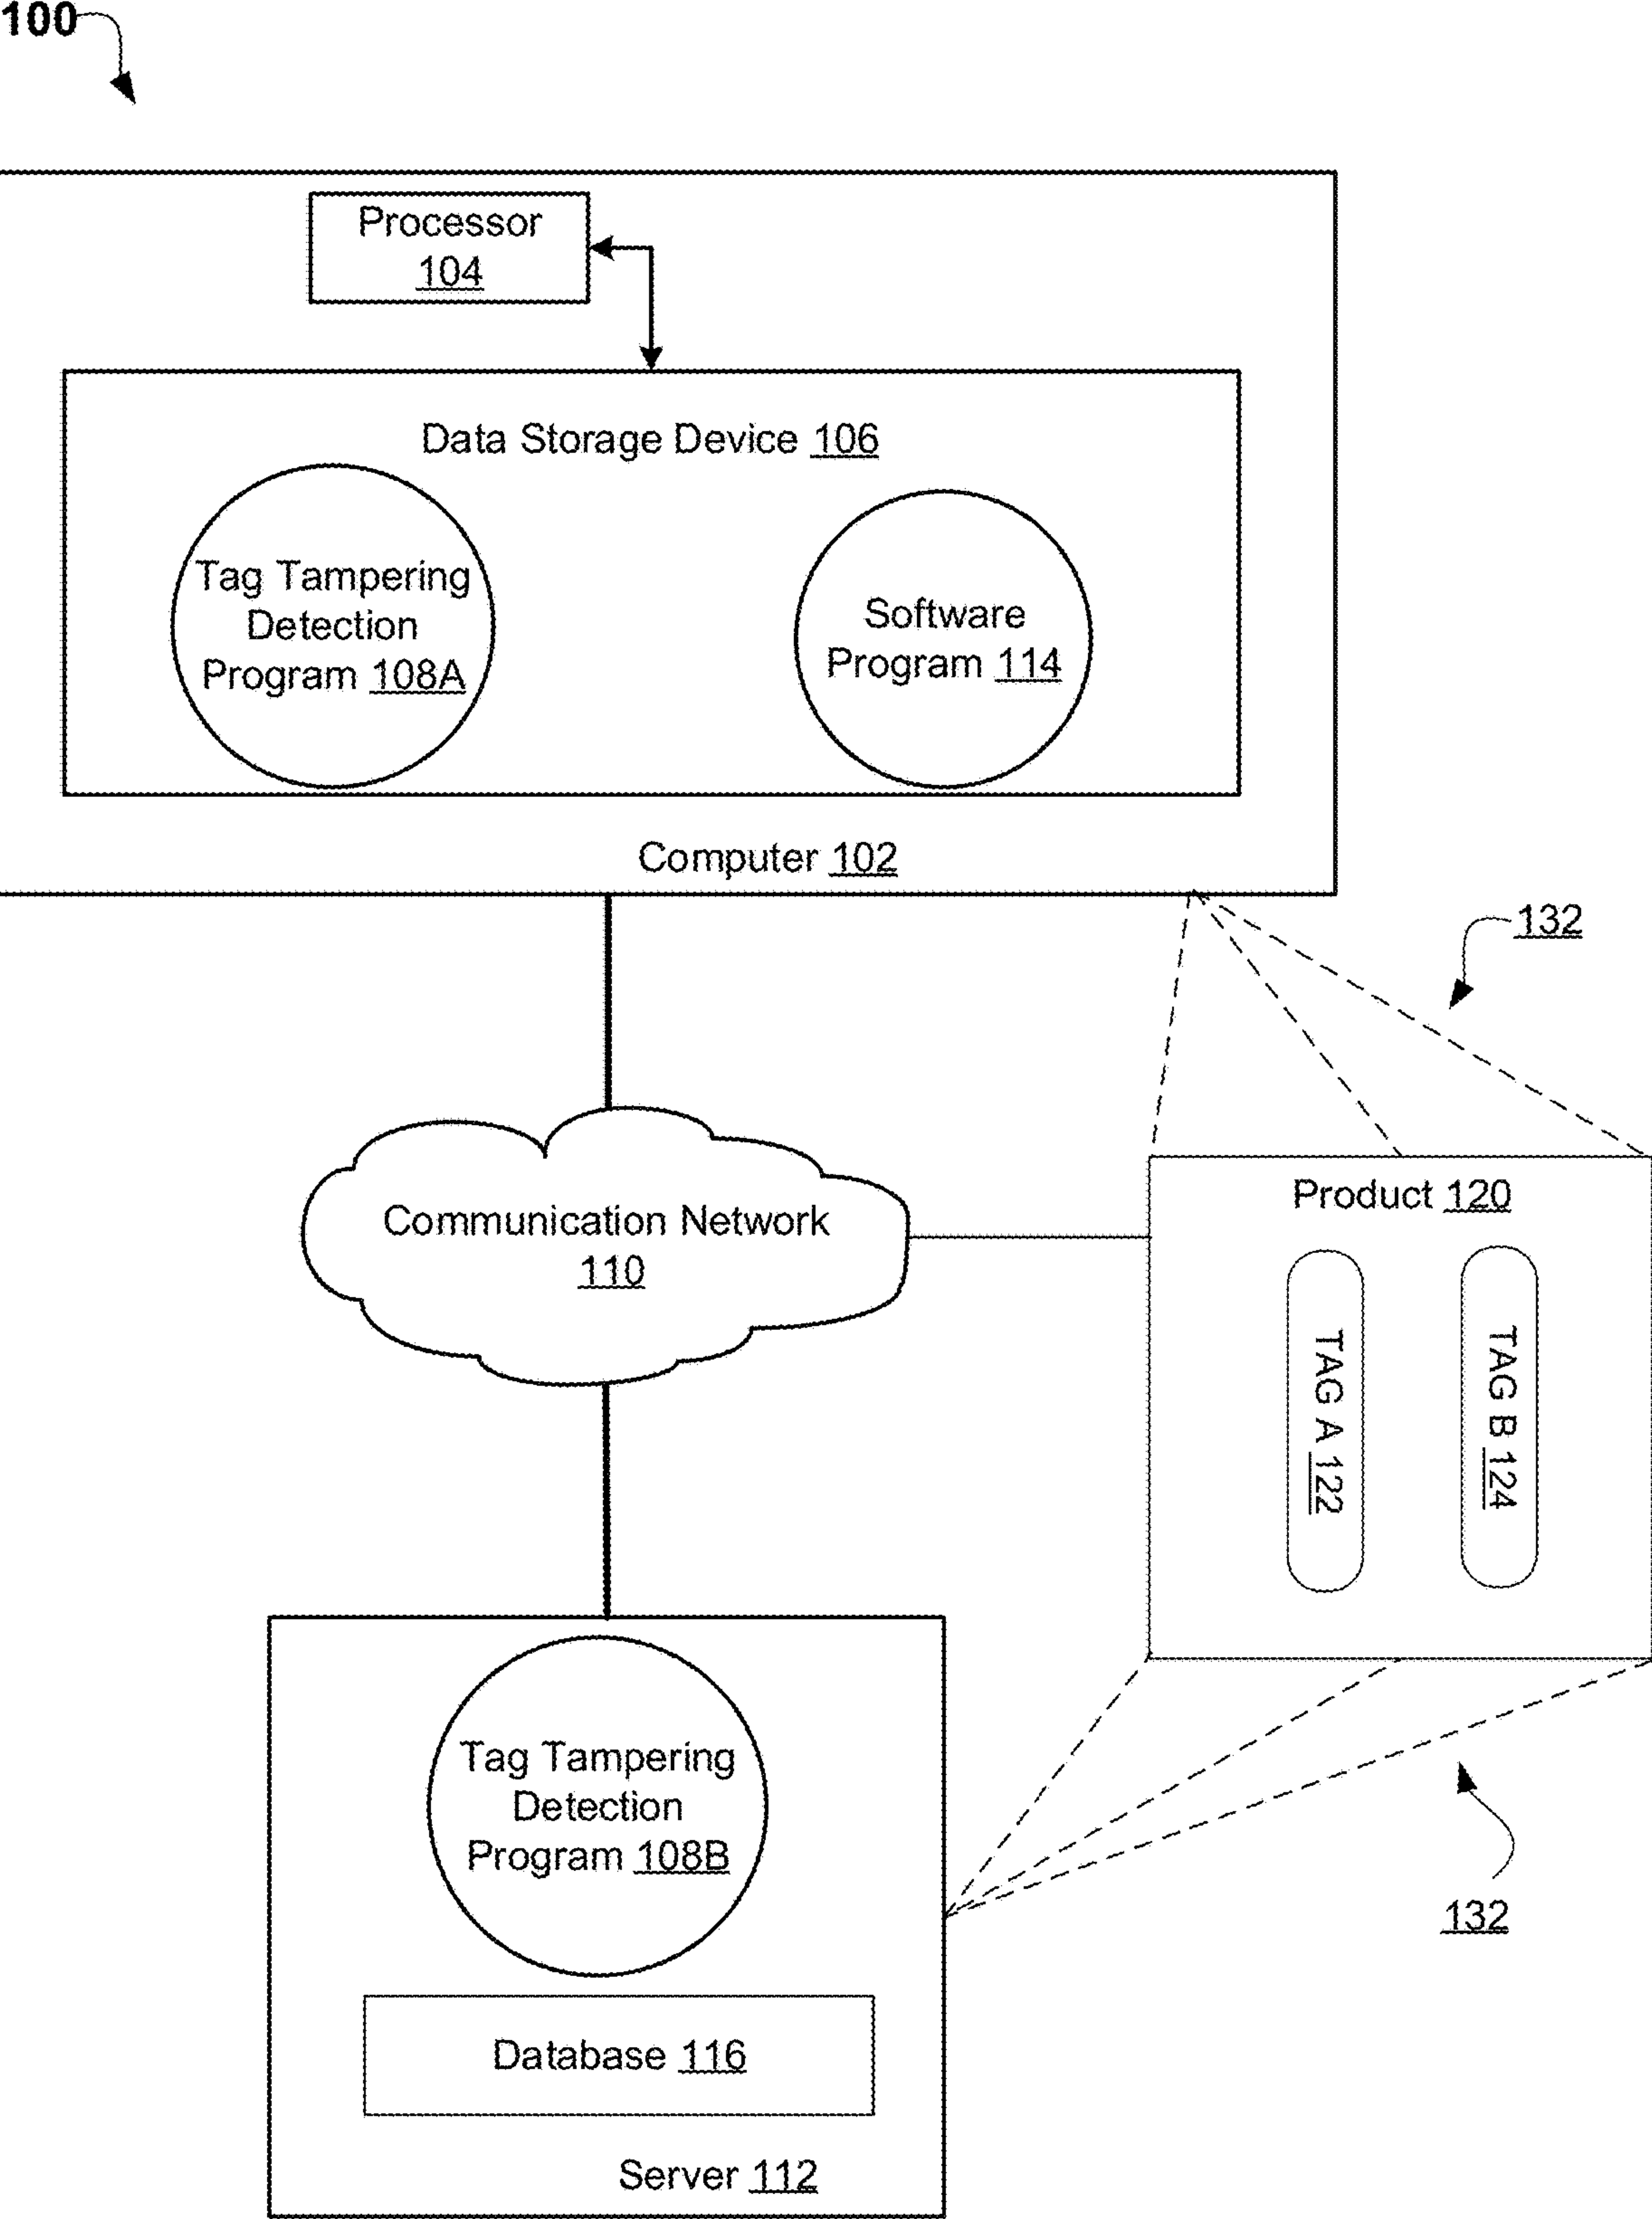 100
Processor
104
Data Storage Device 106
Tag Tampering
Detection
Program 108A
Software
Program 114
Computer 102
132
Communication Network
110
Product 120
TAG A 122
TAG B 124
Tag Tampering
Detection
Program 108B
132
Database 116
Server 112